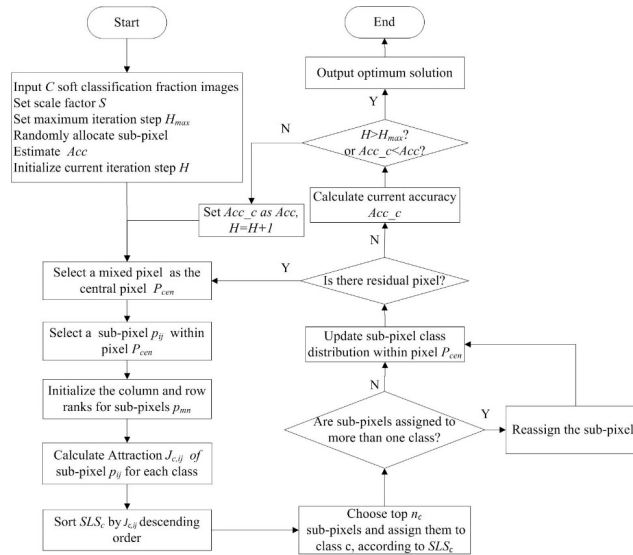 Start
Input C soft classification fraction images
Set scale factor S
Set maximum iteration step Hmax
Randomly allocate sub-pixel
Estimate Acc
Initialize current iteration step H
Set Acc_c as Acc,
H=H+1
Select a mixed pixel as the
central pixel Pcen
Select a sub-pixel pij within
pixel Pcen
Initialize the column and row
ranks for sub-pixels pmn
Calculate Attraction Jc,ij of
sub-pixel pij for each class
Sort SLSc by Jc,ij descending
order
Choose top nc
sub-pixels and assign them to
class c, according to SLSc
Are sub-pixels assigned to
more than one class?
Y
Reassign the sub-pixel
N
Update sub-pixel class
distribution within pixel Pcen
Is there residual pixel?
Y
N
Calculate current accuracy
Acc_c
H>Hmax?
or Acc_c<Acc?
N
Y
Output optimum solution
End